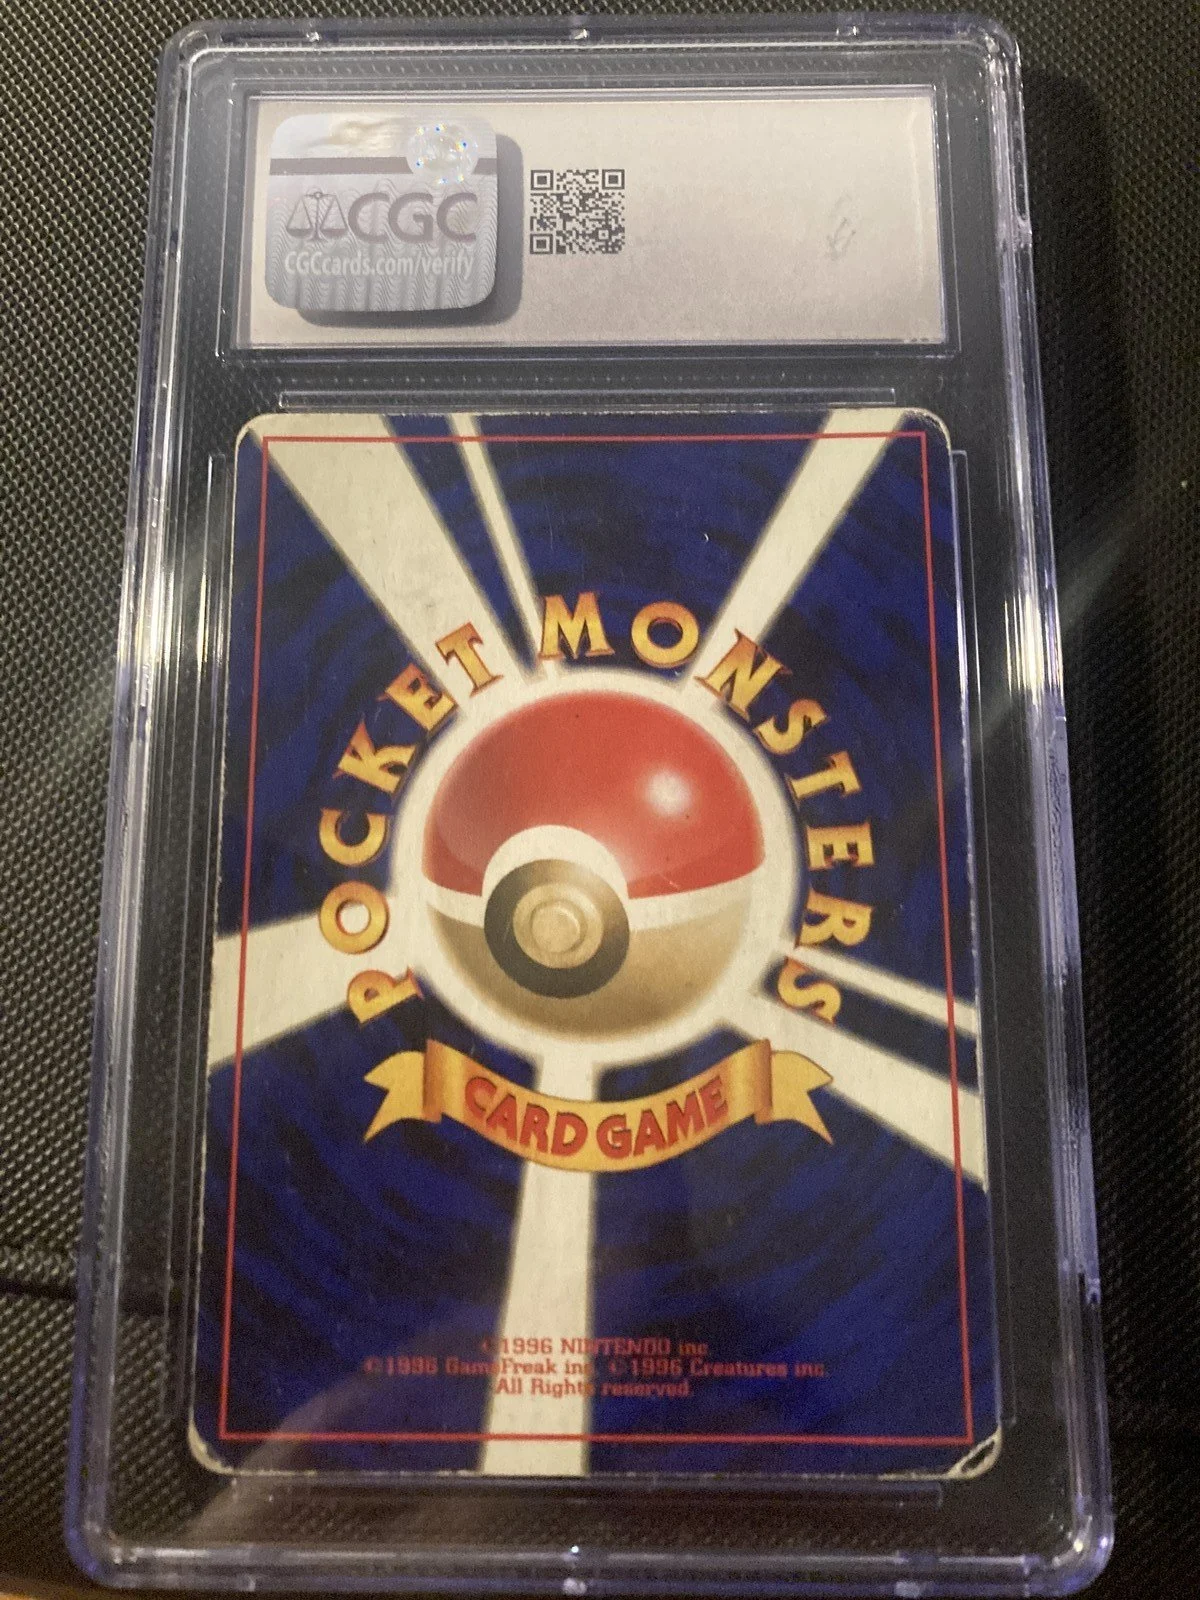 CGC
CGCcards.com/verify
POCKET MONSTERS
CARD GAME
©1996 NINTENDO inc.
©1996 GameFreak inc. ©1996 Creatures inc.
All Rights reserved.